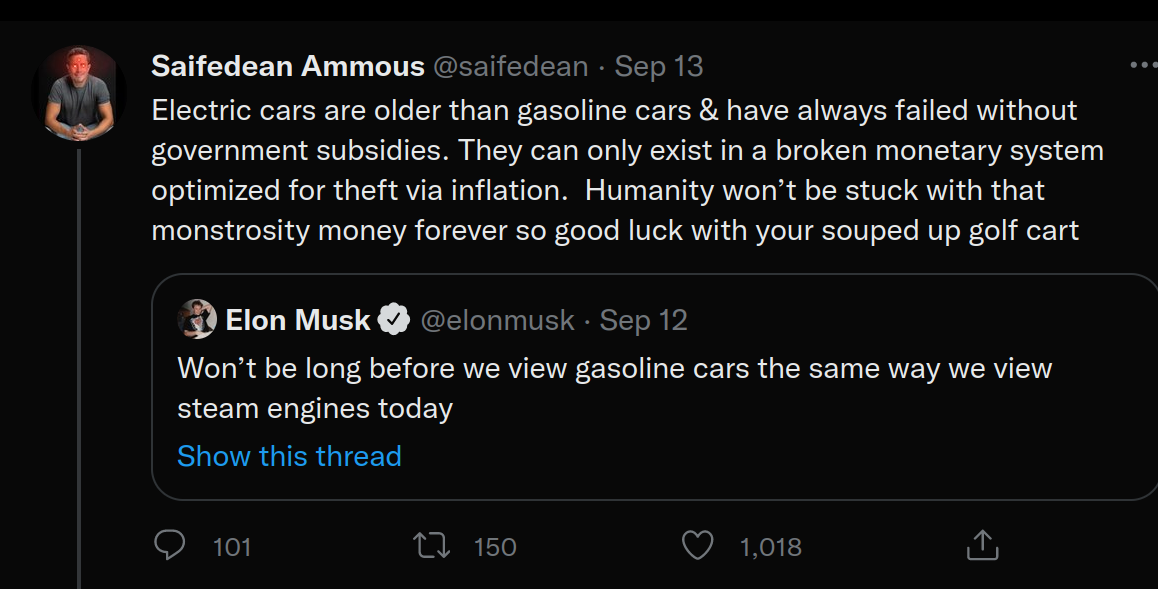 Saifedean Ammous @saifedean · Sep 13
Electric cars are older than gasoline cars & have always failed without
government subsidies. They can only exist in a broken monetary system
optimized for theft via inflation.  Humanity won’t be stuck with that
monstrosity money forever so good luck with your souped up golf cart
Elon Musk @elonmusk · Sep 12
Won’t be long before we view gasoline cars the same way we view
steam engines today
Show this thread
101 150 1,018